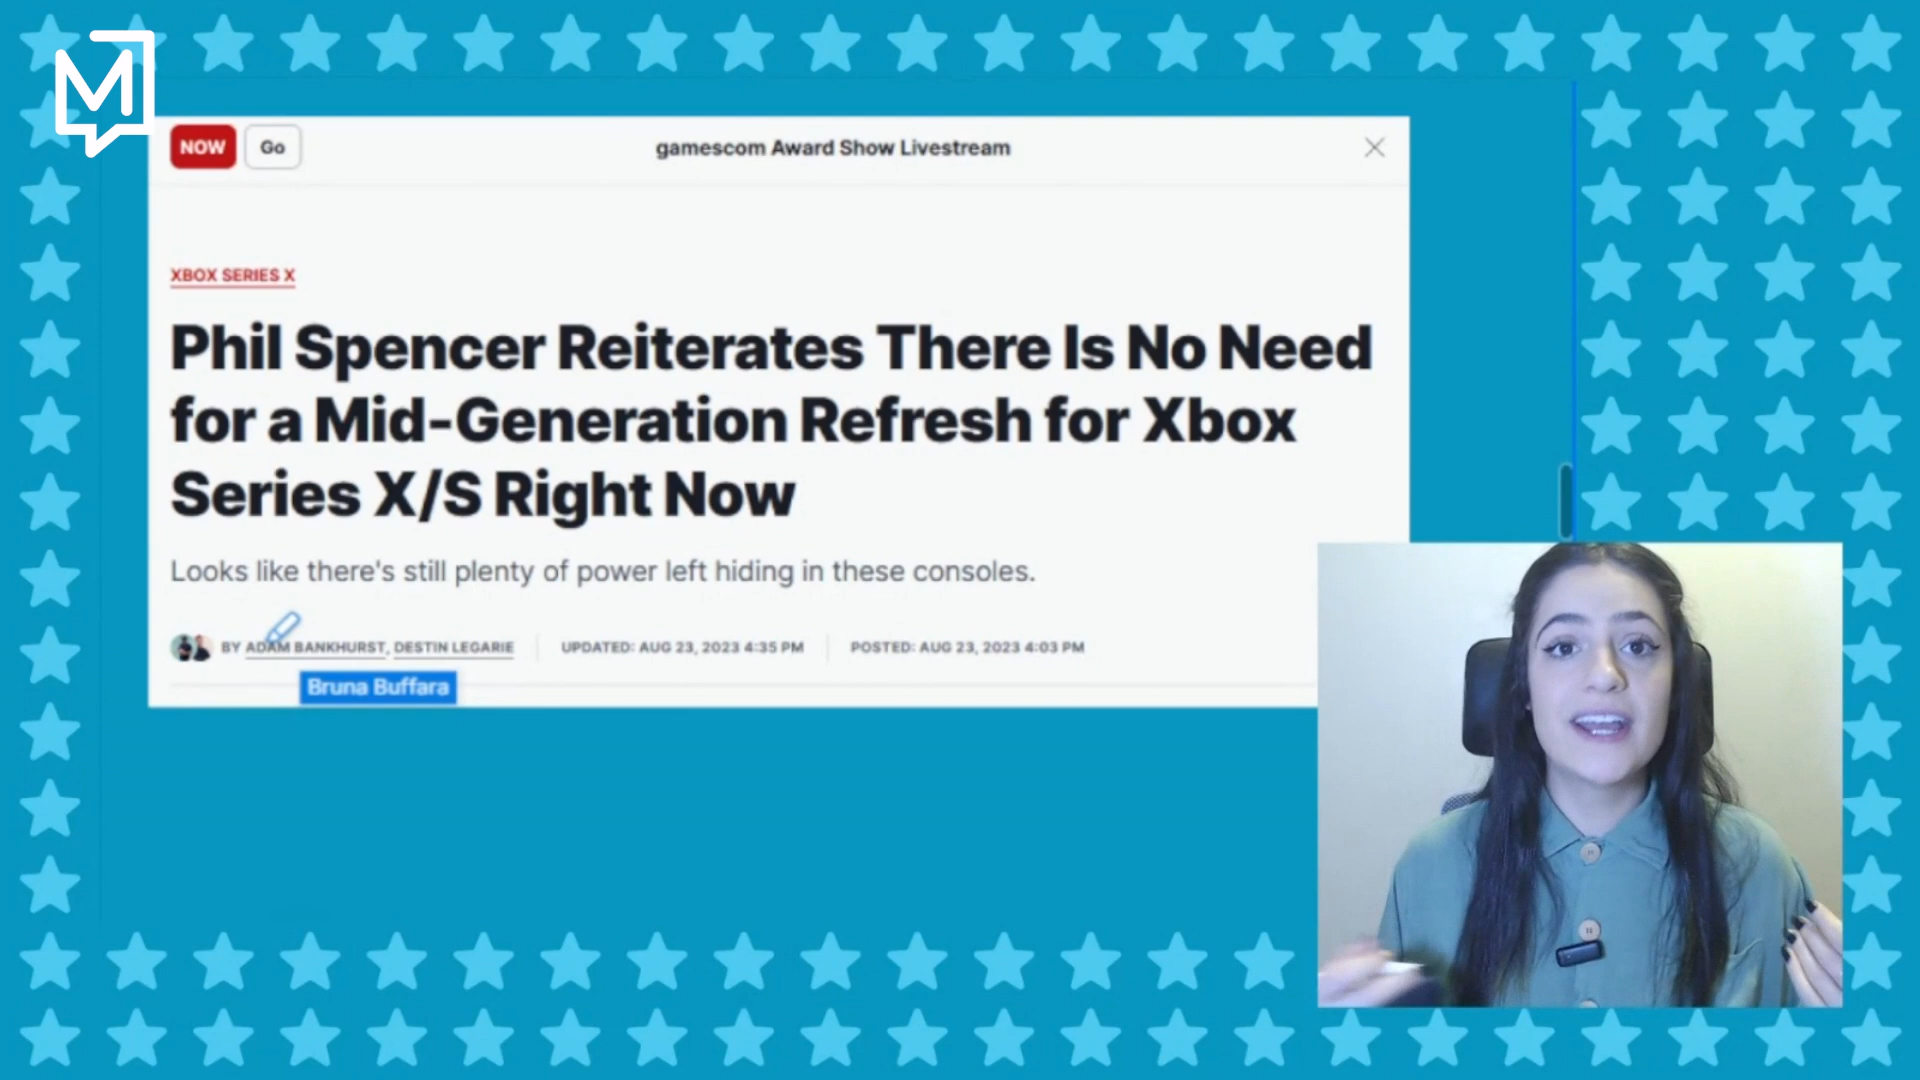 M
NOW Go gamescom Award Show Livestream
XBOX SERIES X
Phil Spencer Reiterates There Is No Need
for a Mid-Generation Refresh for Xbox
Series X/S Right Now
Looks like there's still plenty of power left hiding in these consoles.
BY ADAM BANKHURST, DESTIN LEGARIE UPDATED: AUG 23, 2023 4:35 PM POSTED: AUG 23, 2023 4:03 PM
Bruna Buffara